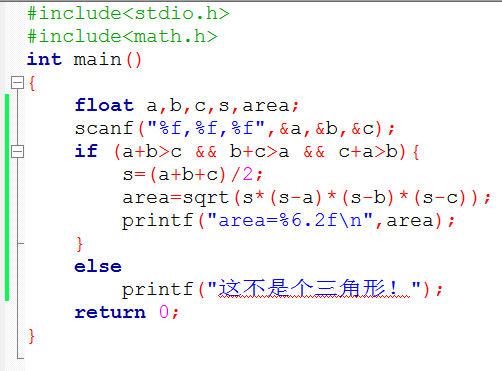 #include<stdio.h>
#include<math.h>
int main()
{
    float a,b,c,s,area;
    scanf("%f,%f,%f",&a,&b,&c);
    if (a+b>c && b+c>a && c+a>b){
        s=(a+b+c)/2;
        area=sqrt(s*(s-a)*(s-b)*(s-c));
        printf("area=%6.2f\n",area);
    }
    else
        printf("这不是个三角形！");
    return 0;
}